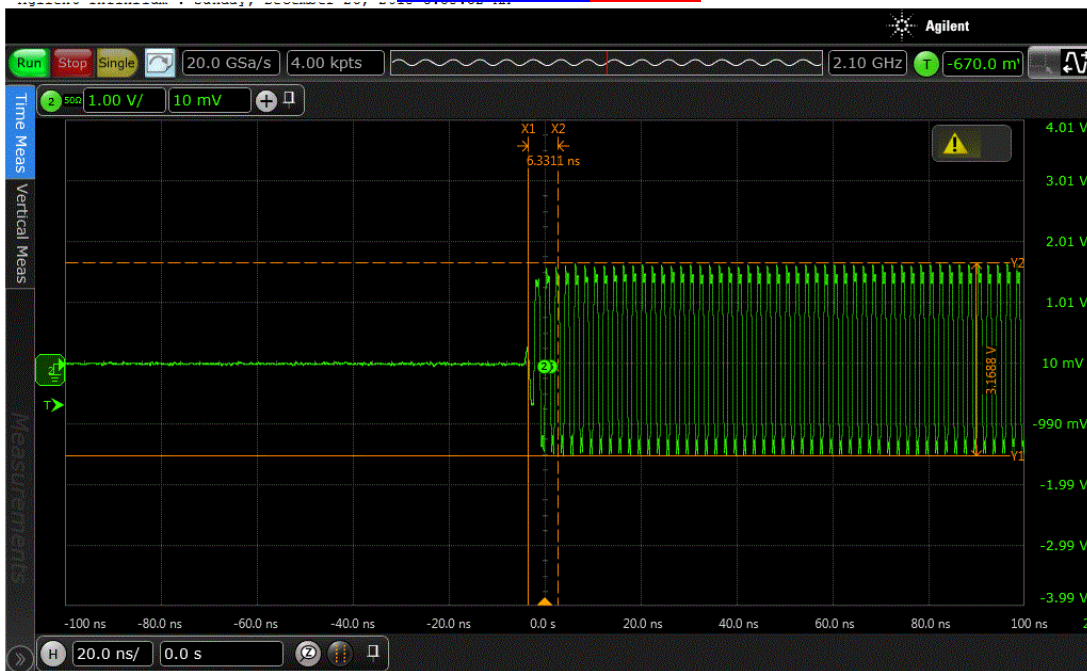 Agilent
Run Stop Single 20.0 GSa/s 4.00 kpts 2.10 GHz T -670.0 m
2 50Ω 1.00 V/ 10 mV
Time Meas
Vertical Meas
Measurements
X1 X2
6.3311 ns
4.01 V
3.01 V
2.01 V
Y2
1.01 V
3.1688 V
2
10 mV
T
-990 mV
Y1
-1.99 V
-2.99 V
-3.99 V
-100 ns -80.0 ns -60.0 ns -40.0 ns -20.0 ns 0.0 s 20.0 ns 40.0 ns 60.0 ns 80.0 ns 100 ns
H 20.0 ns/ 0.0 s